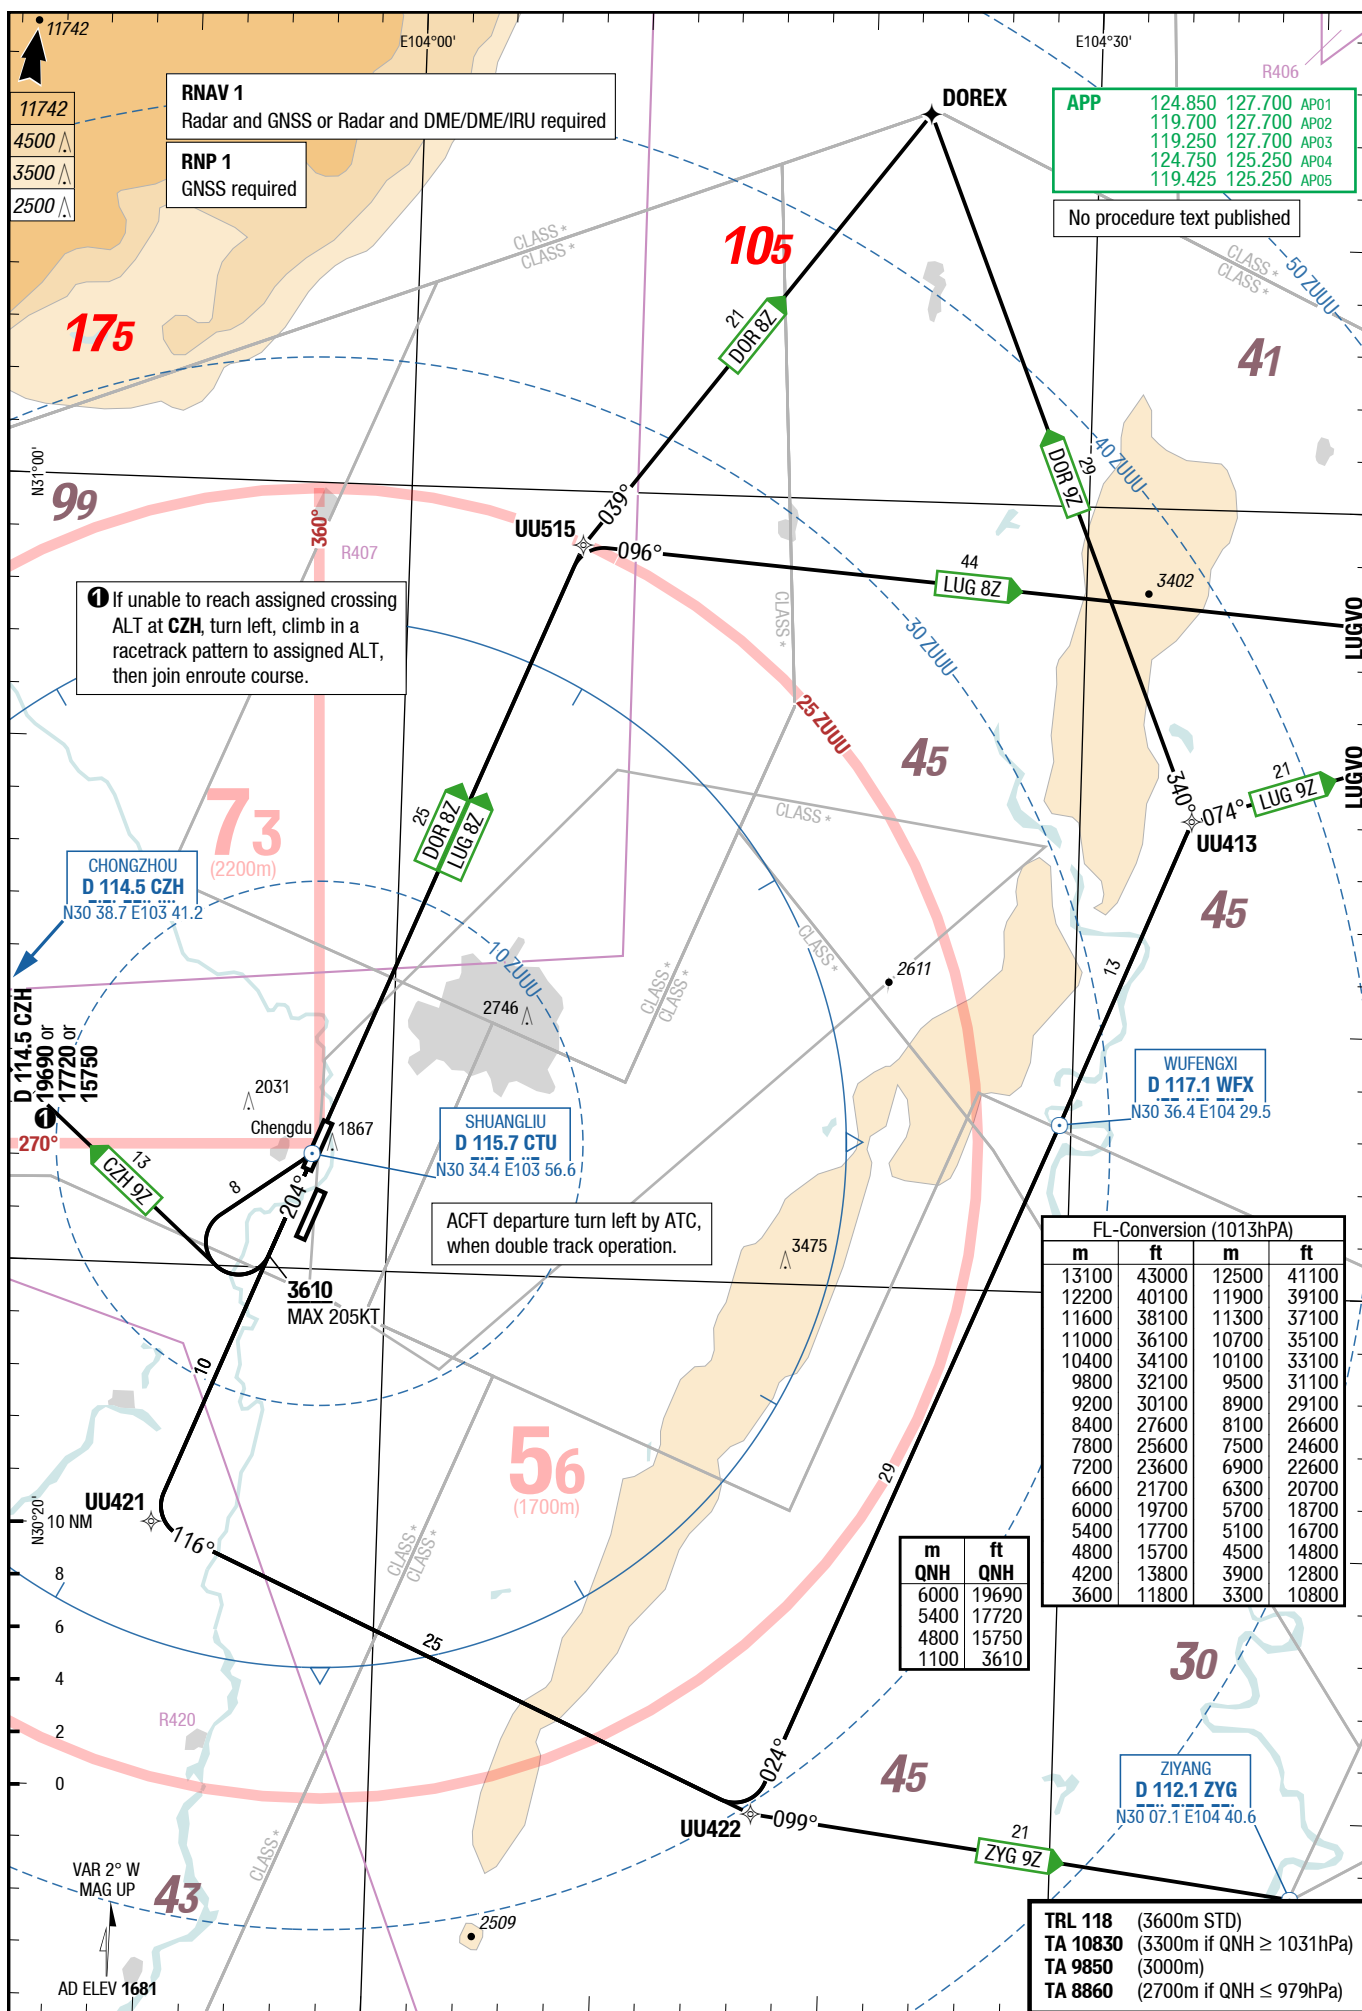 11742
E104°00'
E104°30'
R406
11742
4500
3500
2500
RNAV 1
Radar and GNSS or Radar and DME/DME/IRU required
RNP 1
GNSS required
DOREX
APP 124.850 127.700 AP01
119.700 127.700 AP02
119.250 127.700 AP03
124.750 125.250 AP04
119.425 125.250 AP05
No procedure text published
CLASS *
CLASS *
105
CLASS *
CLASS *
50 ZUUU
175
21
DOR 8Z
41
N31°00'
99
360°
R407
UU515
039°
096°
29
DOR 9Z
40 ZUUU
44
LUG 8Z
3402
LUGVO
❶ If unable to reach assigned crossing
ALT at CZH, turn left, climb in a
racetrack pattern to assigned ALT,
then join enroute course.
CLASS *
30 ZUUU
25 ZUUU
45
LUGVO
340°
074°
21
LUG 9Z
UU413
73
(2200m)
25
DOR 8Z
LUG 8Z
CLASS *
CHONGZHOU
D 114.5 CZH
N30 38.7 E103 41.2
45
10 ZUUU
CLASS *
2611
13
CLASS *
CLASS *
2746
D 114.5 CZH
19690 or
17720 or
15750
❶
2031
Chengdu
1867
270°
SHUANGLIU
D 115.7 CTU
N30 34.4 E103 56.6
WUFENGXI
D 117.1 WFX
N30 36.4 E104 29.5
13
CZH 9Z
8
204°
ACFT departure turn left by ATC,
when double track operation.
3475
3610
MAX 205KT
FL-Conversion (1013hPA)
m ft m ft
13100 43000 12500 41100
12200 40100 11900 39100
11600 38100 11300 37100
11000 36100 10700 35100
10400 34100 10100 33100
9800 32100 9500 31100
9200 30100 8900 29100
8400 27600 8100 26600
7800 25600 7500 24600
7200 23600 6900 22600
6600 21700 6300 20700
6000 19700 5700 18700
5400 17700 5100 16700
4800 15700 4500 14800
4200 13800 3900 12800
3600 11800 3300 10800
10
56
(1700m)
29
UU421
N30°20'
10 NM
116°
CLASS *
CLASS *
m ft
QNH QNH
6000 19690
5400 17720
4800 15750
1100 3610
8
6
4
2
0
25
R420
30
024°
45
UU422
099°
ZIYANG
D 112.1 ZYG
N30 07.1 E104 40.6
21
ZYG 9Z
CLASS *
VAR 2° W
MAG UP
43
2509
AD ELEV 1681
TRL 118 (3600m STD)
TA 10830 (3300m if QNH ≥ 1031hPa)
TA 9850 (3000m)
TA 8860 (2700m if QNH ≤ 979hPa)